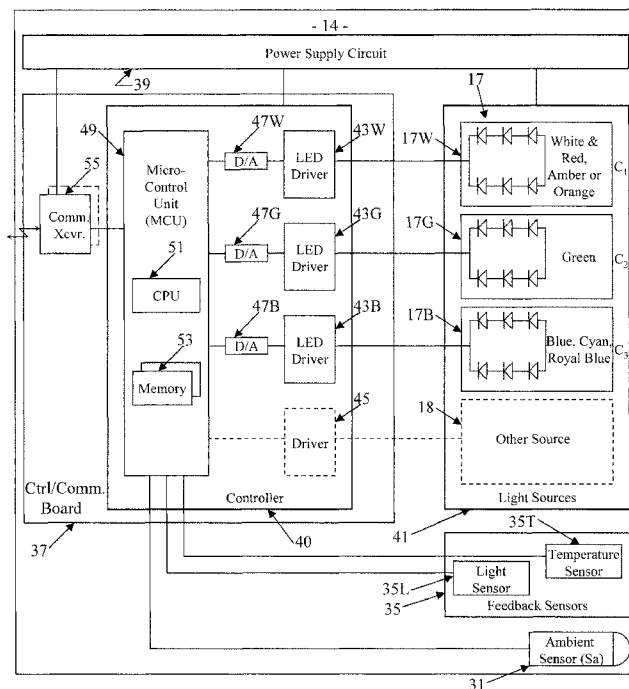 - 14 -
Power Supply Circuit
39
17
49
47W
43W
17W
55
Micro-
Control
Unit
(MCU)
D/A
LED
Driver
White &
Red,
Amber or
Orange
C1
Comm.
Xcvr.
47G
43G
17G
51
D/A
LED
Driver
Green
C2
CPU
47B
43B
17B
53
D/A
LED
Driver
Blue, Cyan,
Royal Blue
C3
Memory
45
18
Driver
Other Source
Ctrl/Comm.
Board
Controller
Light Sources
37
40
41
35T
Temperature
Sensor
35L
Light
Sensor
35
Feedback Sensors
Ambient
Sensor (Sa)
31